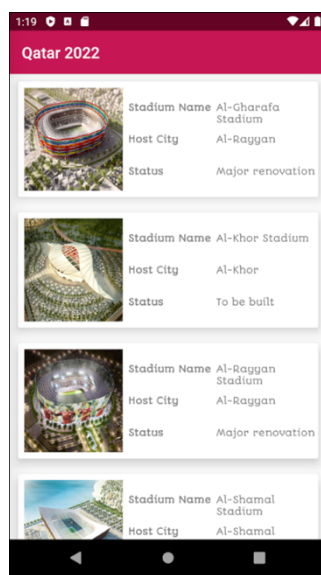 1:19
Qatar 2022
Stadium Name Al-Gharafa
Stadium
Host City Al-Rayyan
Status Major renovation
Stadium Name Al-Khor Stadium
Host City Al-Khor
Status To be built
Stadium Name Al-Rayyan
Stadium
Host City Al-Rayyan
Status Major renovation
Stadium Name Al-Shamal
Stadium
Host City Al-Shamal